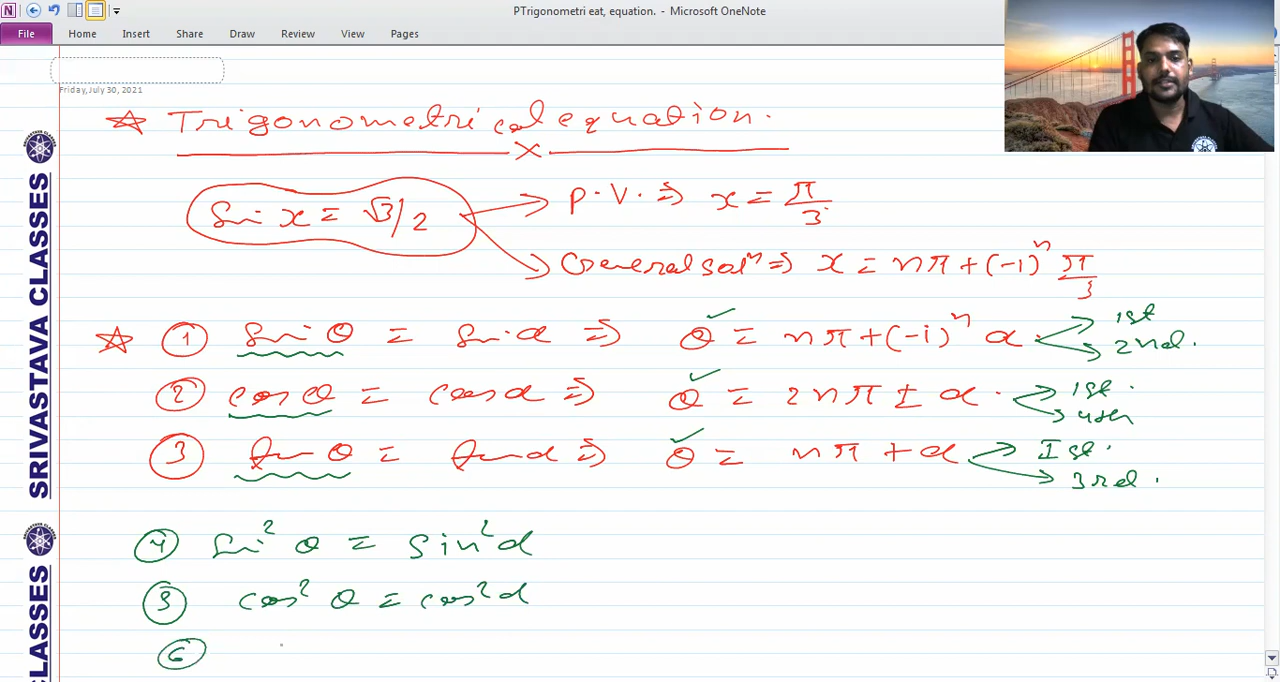 PTrigonometri eat, equation. - Microsoft OneNote
File Home Insert Share Draw Review View Pages
Friday, July 30, 2021
☆ Trigonometrical equation.
×
Sin x = √3/2
P.V. ⇒ x = π/3
General solⁿ ⇒ x = nπ + (-1)ⁿ π/3
☆ ① Sin θ = Sin α ⇒ θ = nπ + (-1)ⁿ α → 1st
→ 2nd.
② cos θ = cos α ⇒ θ = 2nπ ± α. → 1st.
→ 4th
③ tan θ = tan α ⇒ θ = nπ + α → Ist.
→ 3rd.
④ Sin² θ = Sin² α
⑤ cos² θ = cos² α
⑥
SRIVASTAVA CLASSES
CLASSES